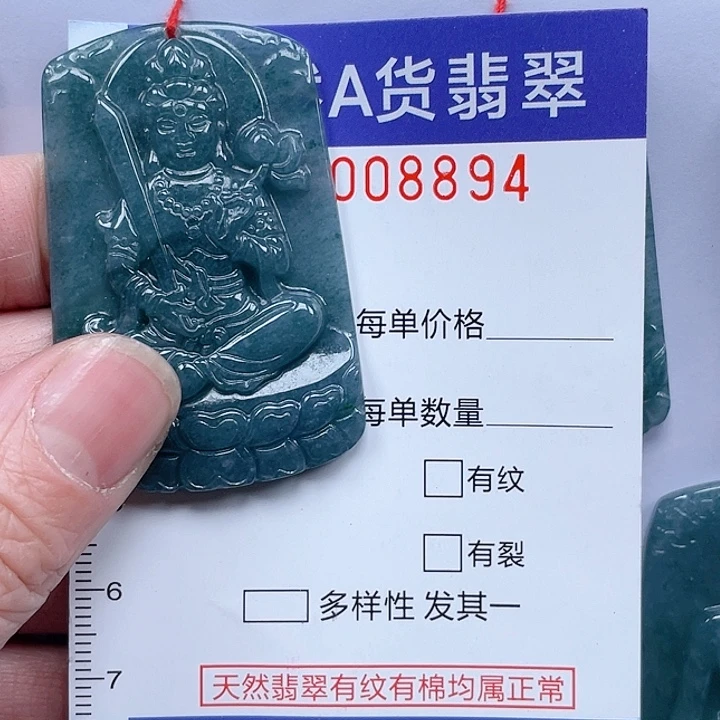 A货翡翠
008894
每单价格
每单数量
有纹
有裂
多样性 发其一
6
7
天然翡翠有纹有棉均属正常